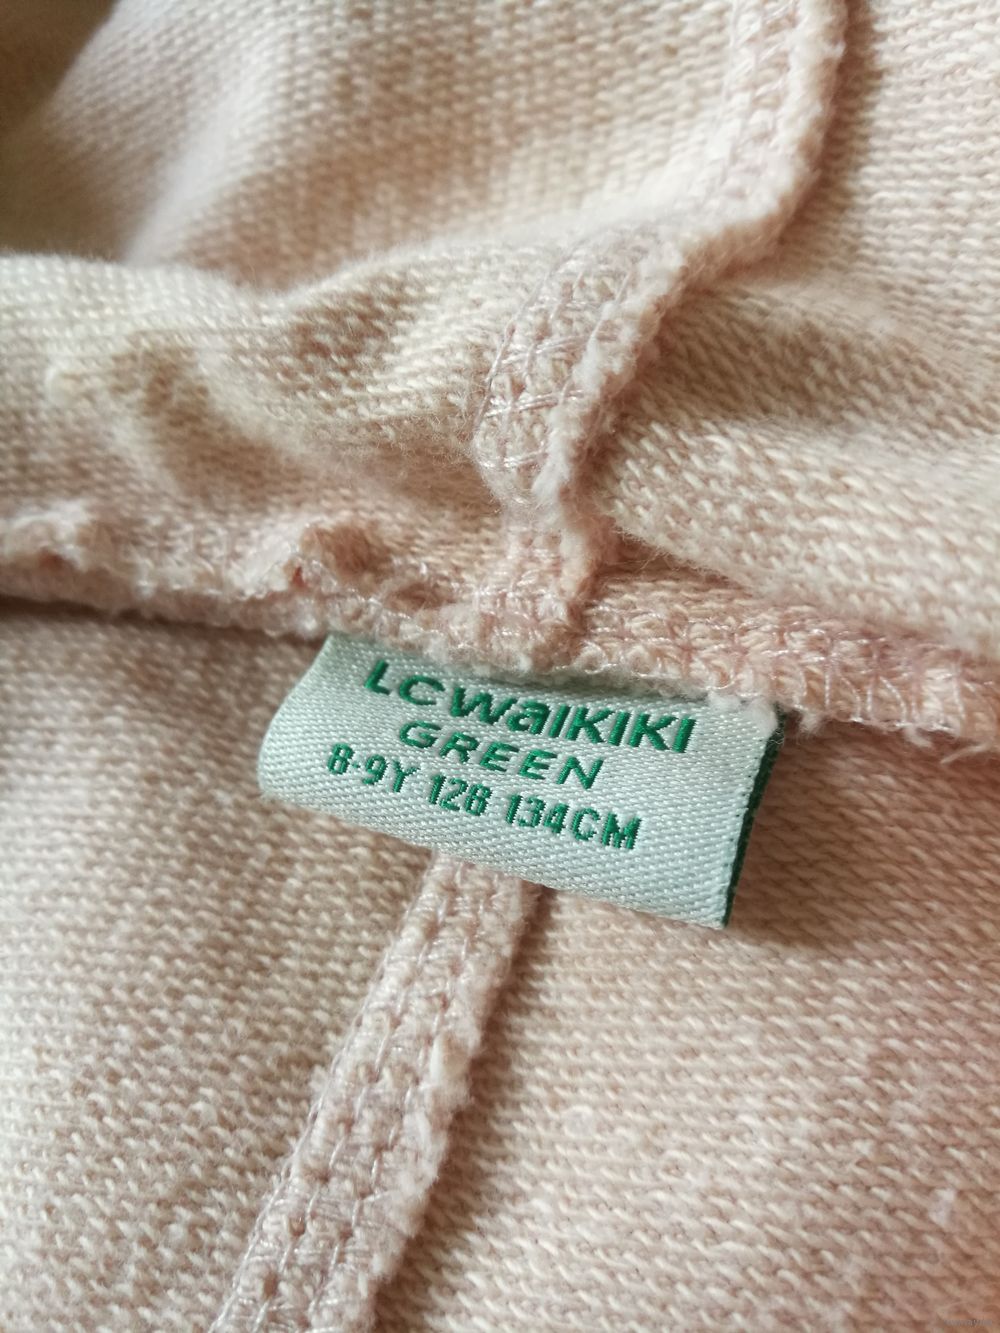 LCWaIKIKI
GREEN
8-9Y 128 134CM